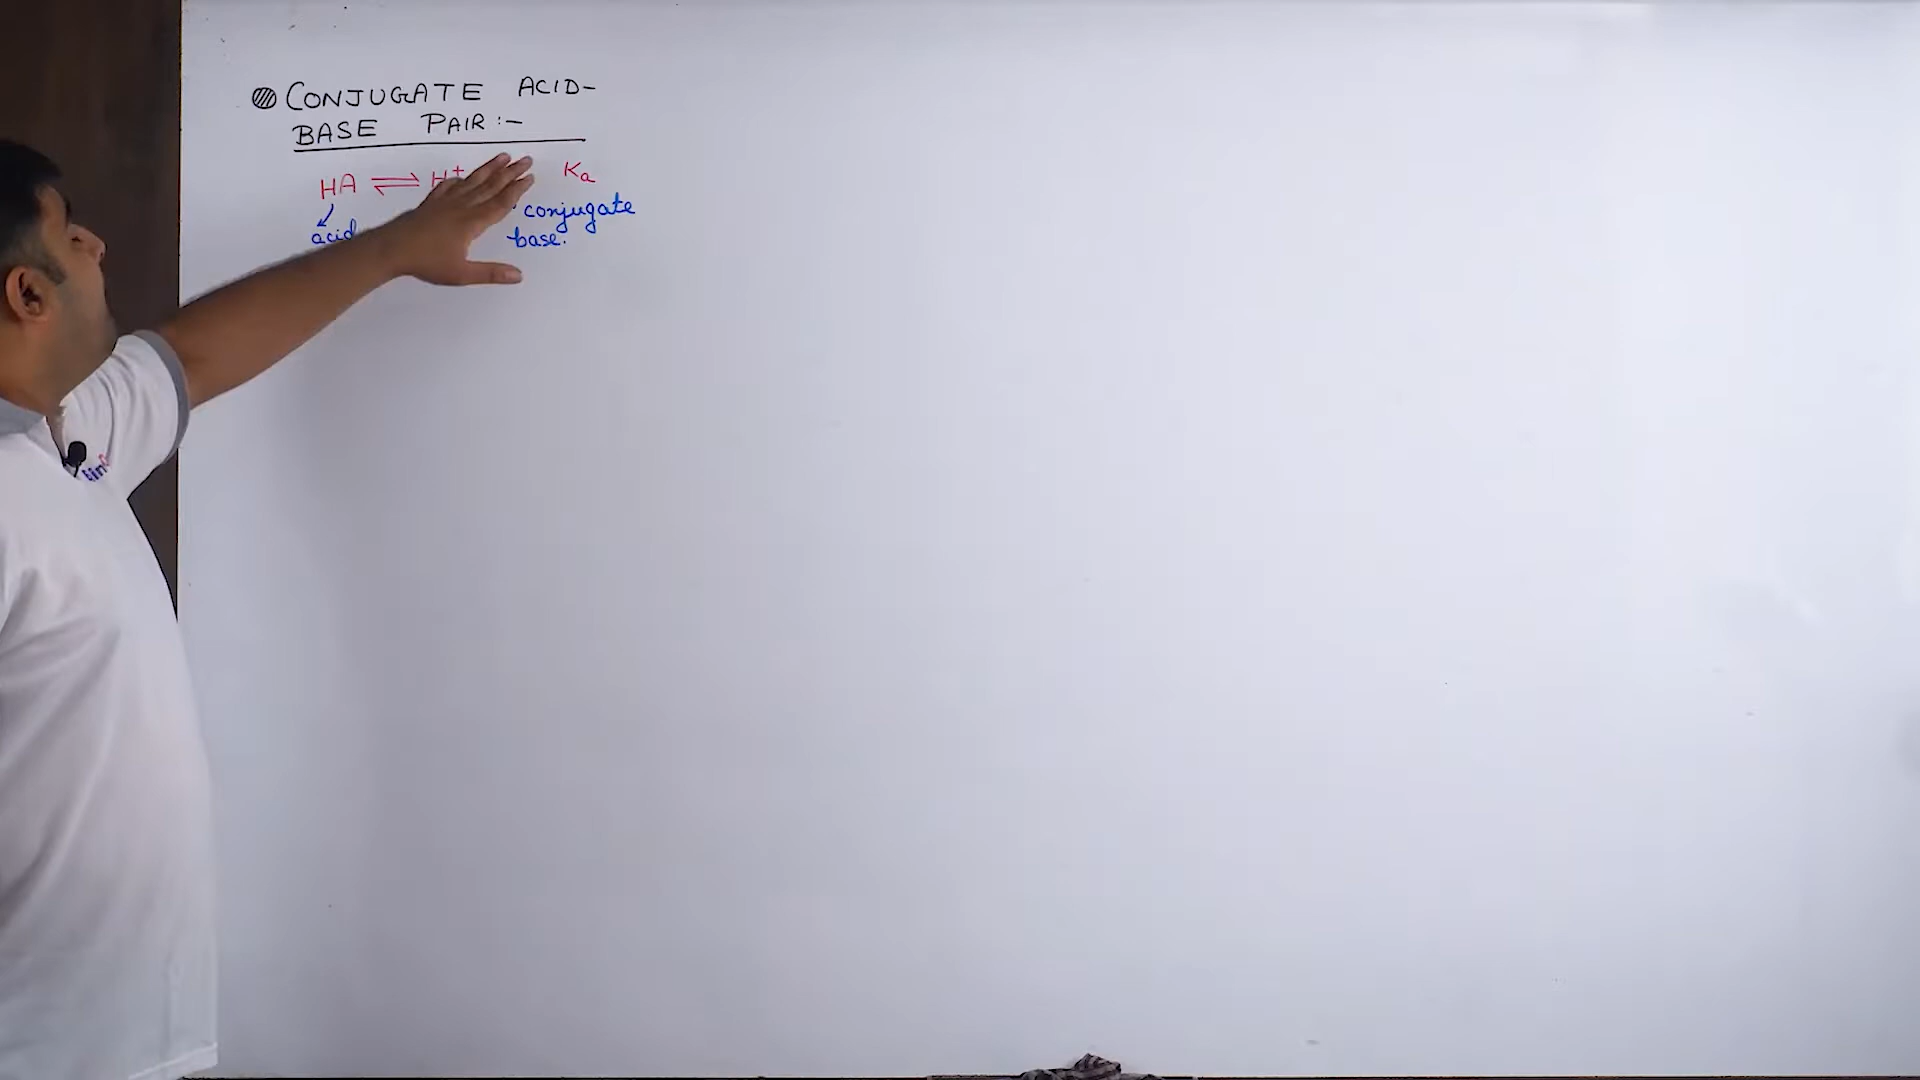 CONJUGATE ACID-
BASE PAIR :-
HA ⇌ H+ Ka
acid conjugate
base.